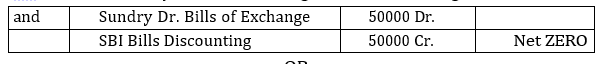 and Sundry Dr. Bills of Exchange 50000 Dr.
SBI Bills Discounting 50000 Cr. Net ZERO